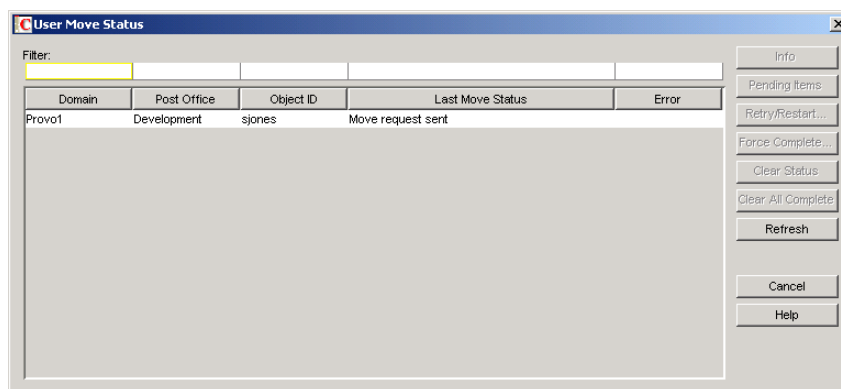 User Move Status
Filter:
Info
Pending Items
Domain Post Office Object ID Last Move Status Error
Retry/Restart...
Provo1 Development sjones Move request sent
Force Complete...
Clear Status
Clear All Complete
Refresh
Cancel
Help